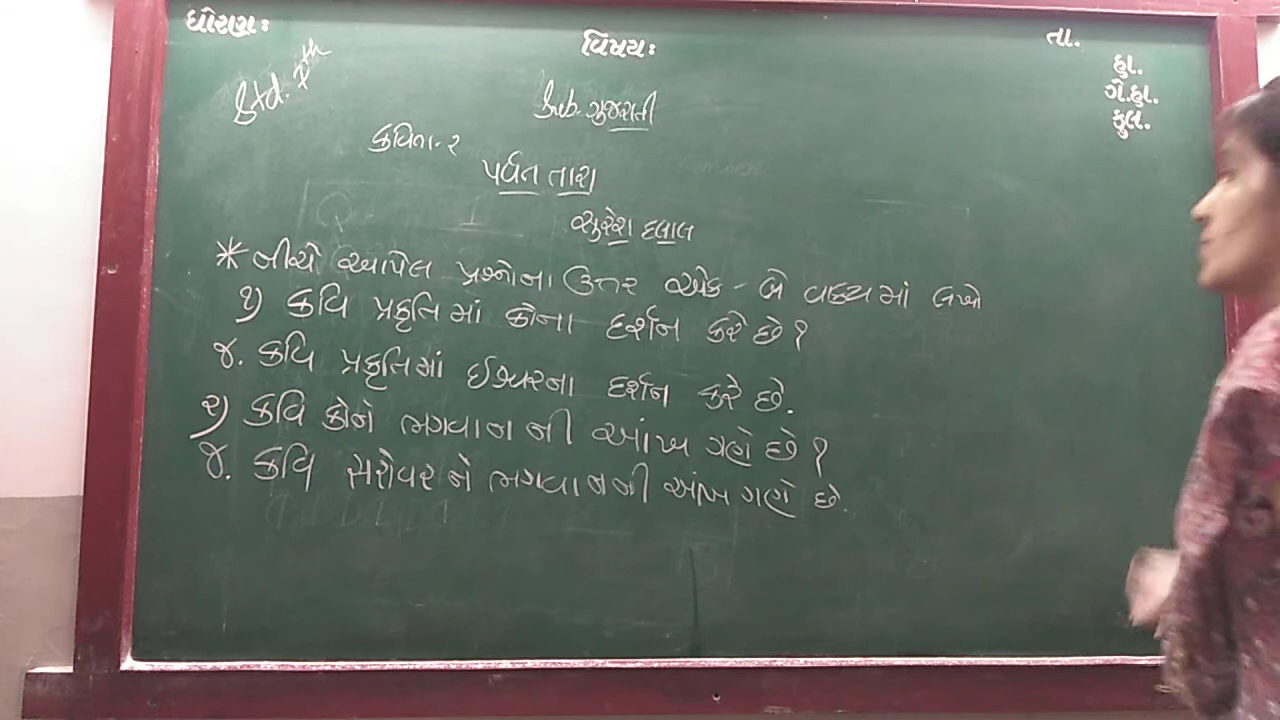 ધોરણઃ વિષયઃ તા.
હા.
ગે.હા.
કુલ.
Std. 7th
Sub. ગુજરાતી
કવિતા-૨
પર્વત તારા
સુરેશ દલાલ
* નીચે આપેલ પ્રશ્નોના ઉત્તર એક - બે વાક્યમાં લખો
૧) કવિ પ્રકૃતિમાં કોના દર્શન કરે છે?
જ. કવિ પ્રકૃતિમાં ઈશ્વરના દર્શન કરે છે.
૨) કવિ કોને ભગવાનની આંખ ગણે છે?
જ. કવિ સરોવરને ભગવાનની આંખ ગણે છે.